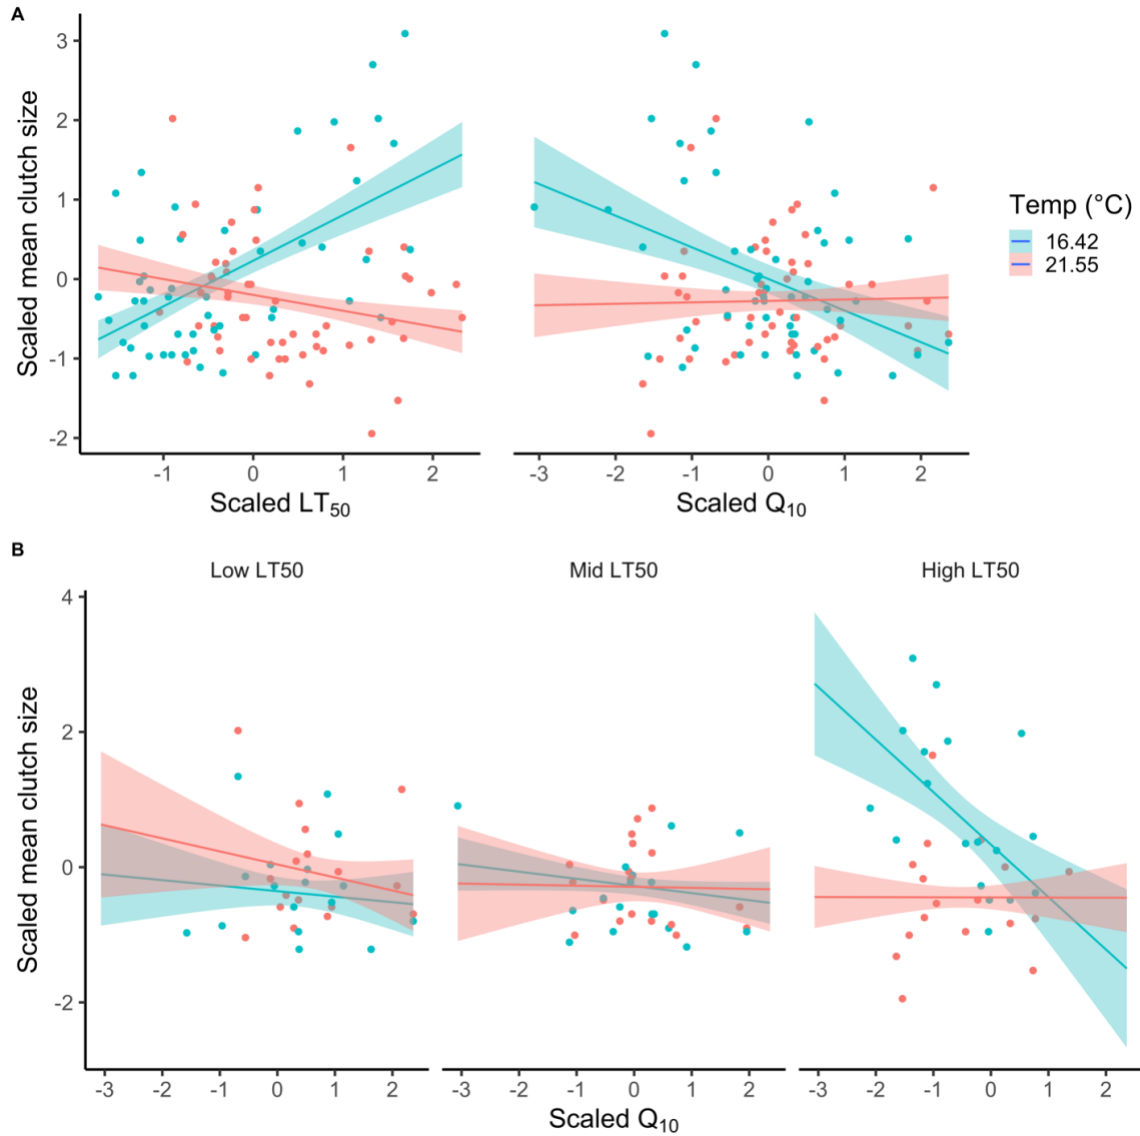 A
Scaled mean clutch size
3
2
1
0
-1
-2
-1 0 1 2
Scaled LT50
-3 -2 -1 0 1 2
Scaled Q10
Temp (°C)
16.42
21.55
B
Low LT50 Mid LT50 High LT50
Scaled mean clutch size
4
2
0
-2
-3 -2 -1 0 1 2 -3 -2 -1 0 1 2 -3 -2 -1 0 1 2
Scaled Q10